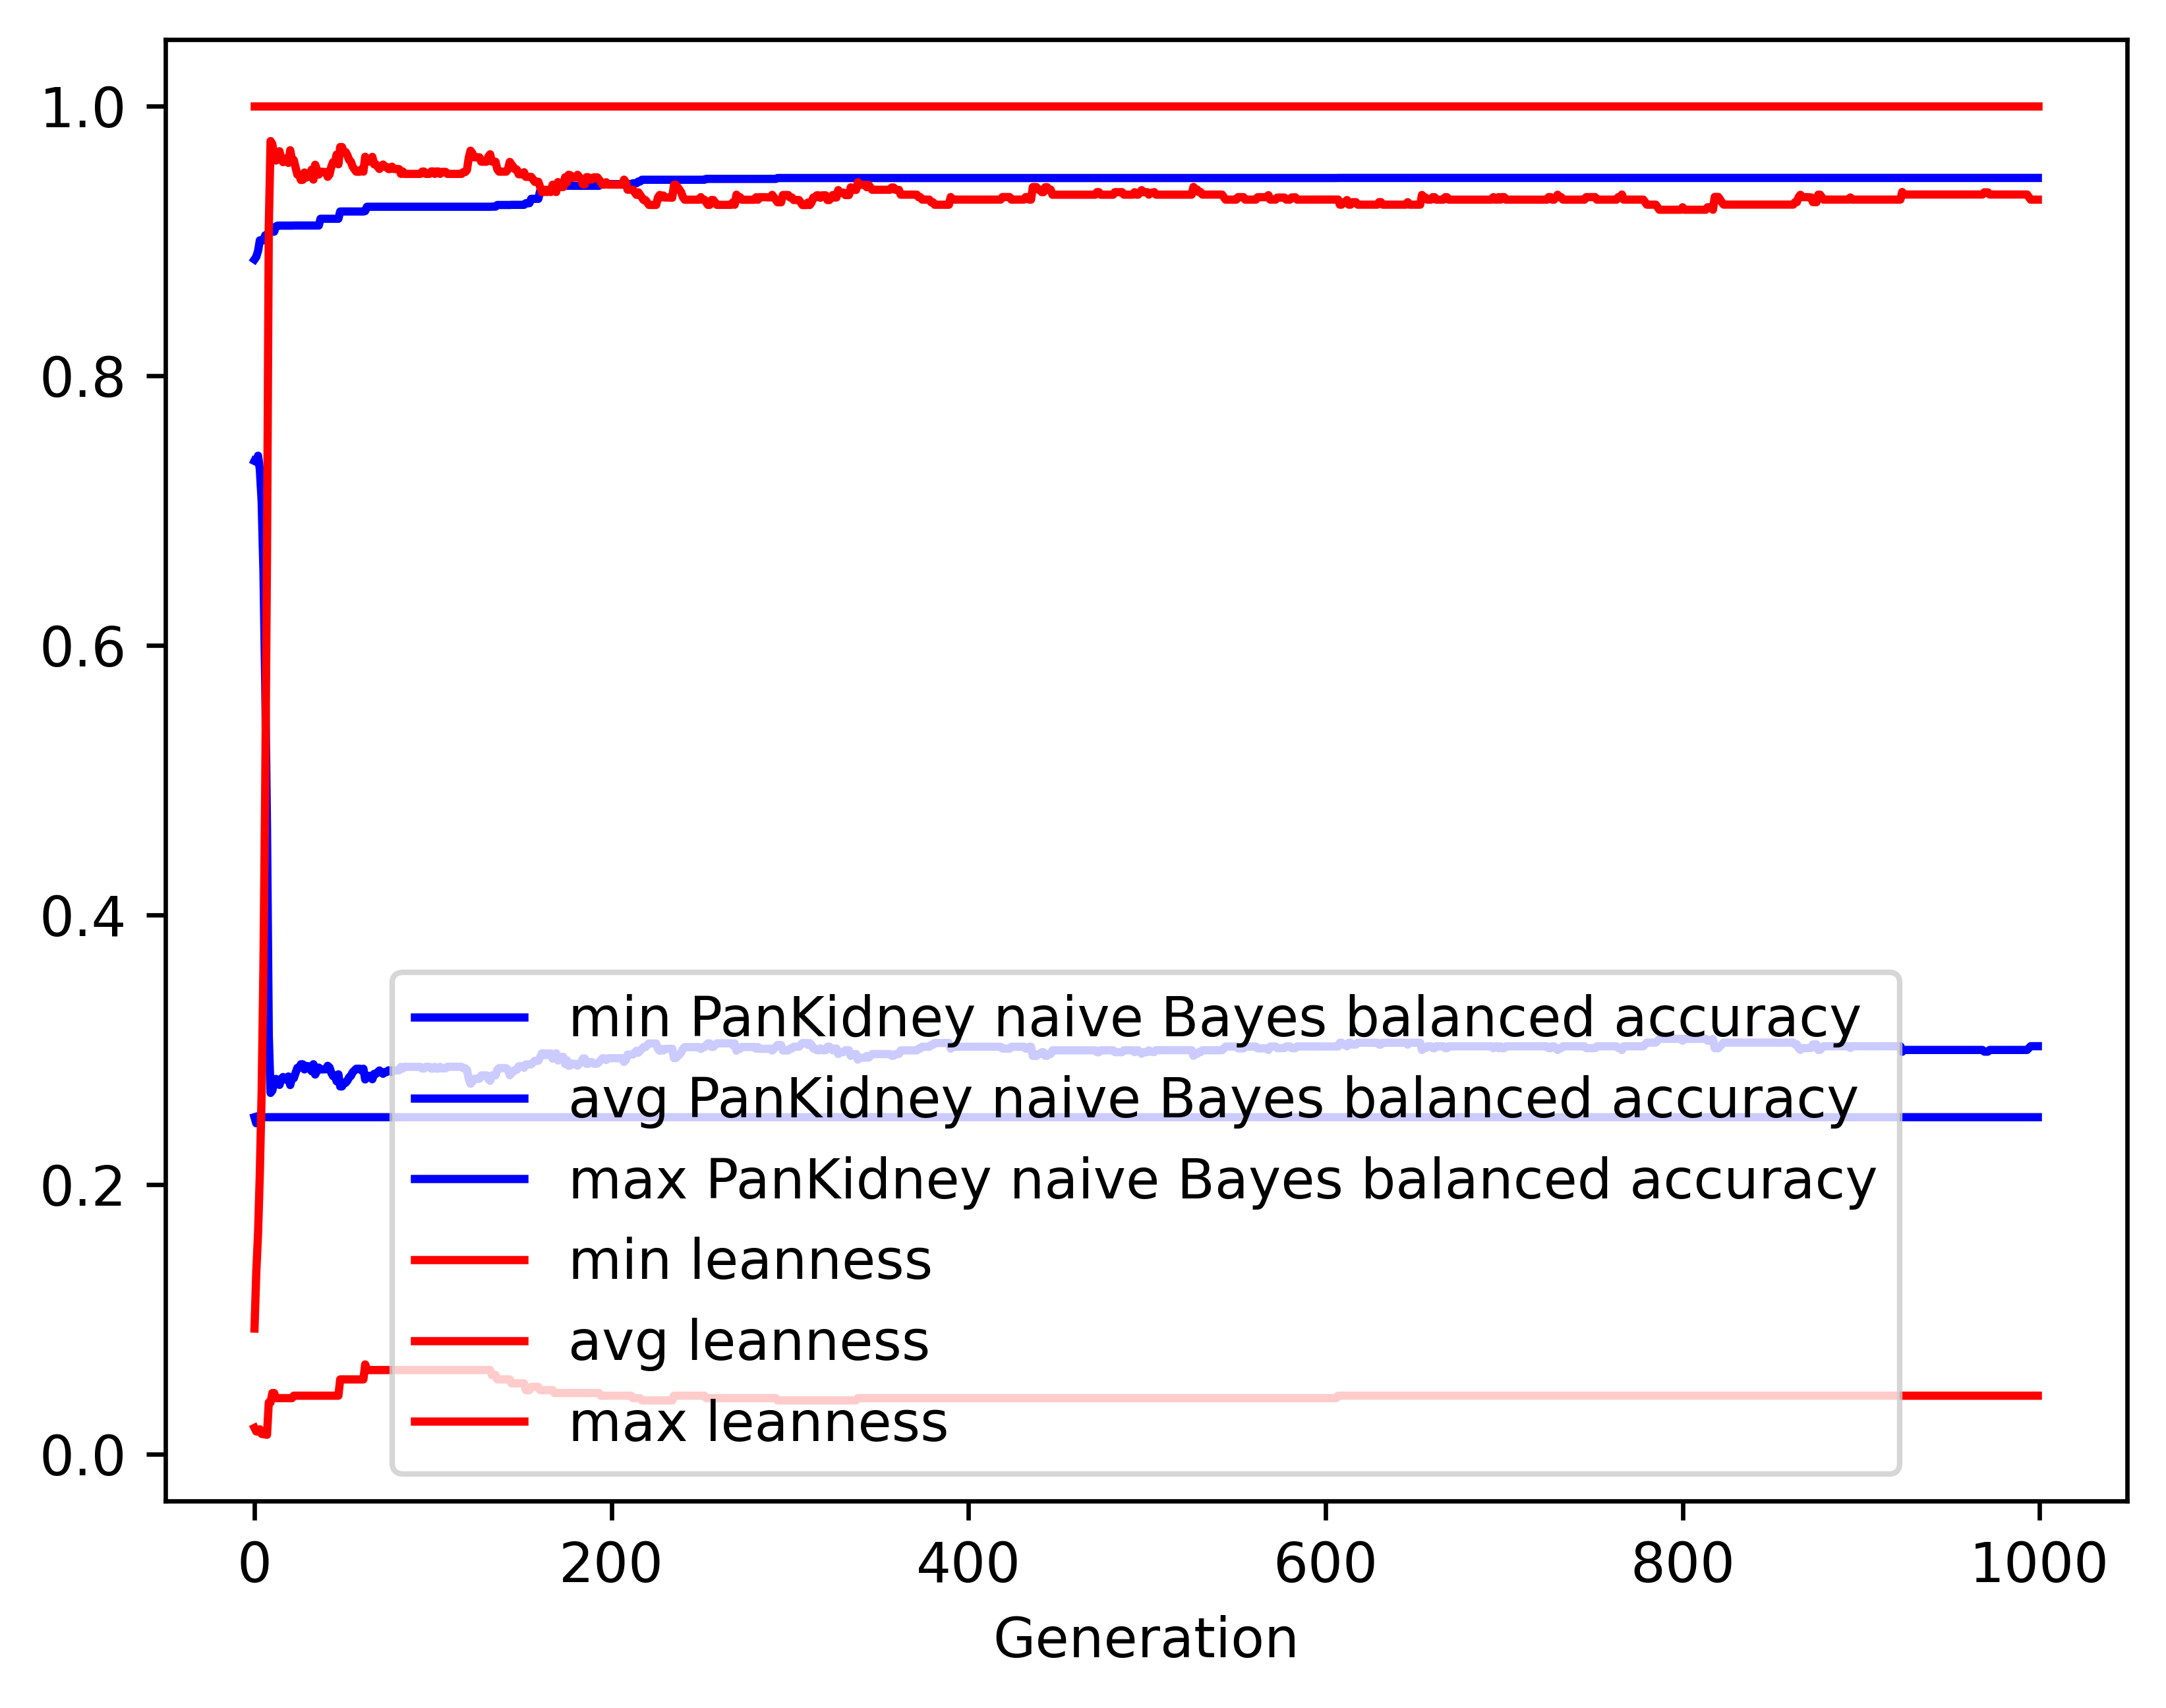 1.0
0.8
0.6
0.4
0.2
0.0
min PanKidney naive Bayes balanced accuracy
avg PanKidney naive Bayes balanced accuracy
max PanKidney naive Bayes balanced accuracy
min leanness
avg leanness
max leanness
0 200 400 600 800 1000
Generation